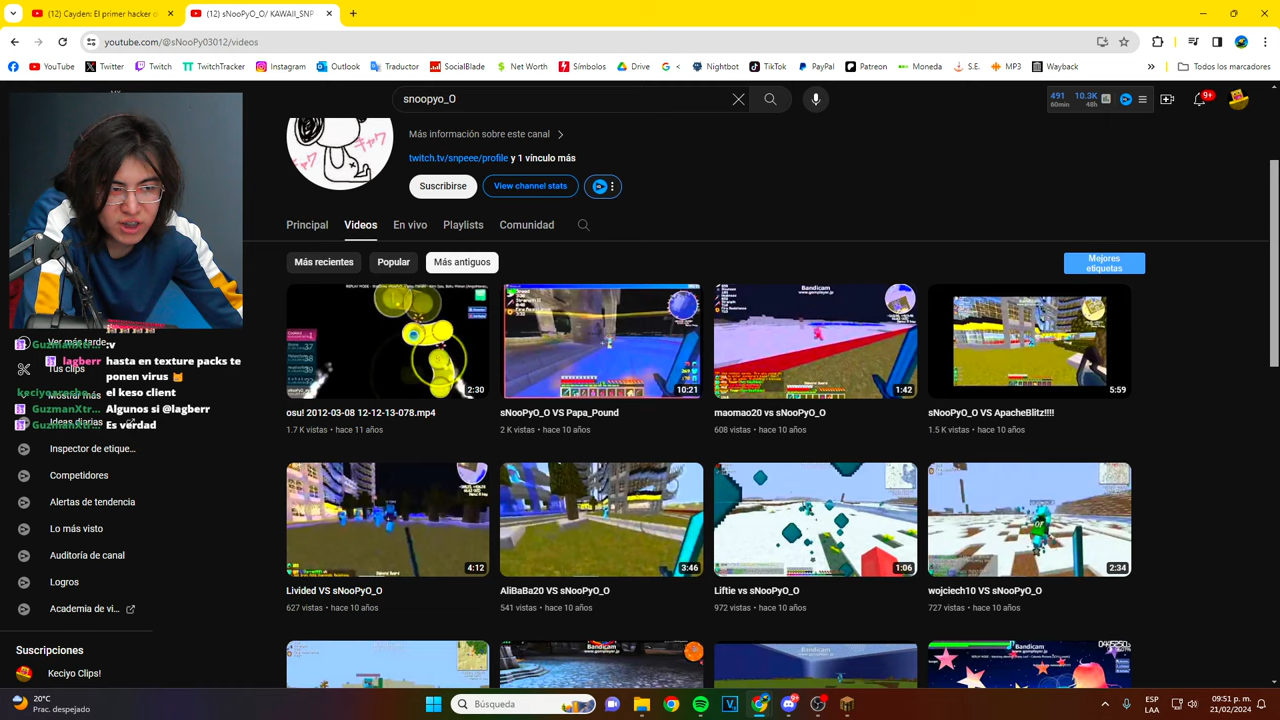 (12) Cayden: El primer hacker d
(12) sNooPyO_O/ KAWAII_SNP
youtube.com/@sNooPy03012/videos
YouTube
Twitter
Twitch
TwitchTracker
Instagram
Outlook
Traductor
SocialBlade
Net Worth
Símbolos
Drive
G <
Nightbot
TikTok
PayPal
Patreon
Moneda
S.E.
MP3
Wayback
»
Todos los marcadores
snoopyo_O
491
60min
10.3K
48h
9+
Más información sobre este canal
twitch.tv/snpeee/profile y 1 vínculo más
Suscribirse
View channel stats
Principal
Videos
En vivo
Playlists
Comunidad
Más recientes
Popular
Más antiguos
Mejores
etiquetas
2:30
10:21
1:42
5:59
osu! 2012-03-08 12-12-13-078.mp4
1.7 K vistas • hace 11 años
sNooPyO_O VS Papa_Pound
2 K vistas • hace 10 años
maomao20 vs sNooPyO_O
608 vistas • hace 10 años
sNooPyO_O VS ApacheBlitz!!!!
1.5 K vistas • hace 10 años
4:12
3:46
1:06
2:34
Livided VS sNooPyO_O
627 vistas • hace 10 años
AliBaBa20 VS sNooPyO_O
541 vistas • hace 10 años
Liftie vs sNooPyO_O
972 vistas • hace 10 años
wojciech10 VS sNooPyO_O
727 vistas • hace 10 años
Bandicam
www.gameplayer.jp
Ver más tarde
GuzmanXtr... :v
lagberr hasta en texture packs te
ponen virus
Tus clips
el keso client
Mostrar más
GuzmanXtr... Algunos si @lagberr
GuzmanXtr... Es verdad
Ideas diarias
Inspector de etique...
Competidores
Alertas de tendencia
Lo más visto
Auditoría de canal
Logros
Academia de vi...
Suscripciones
Keciyo Clips!
20°C
Prac. despejado
Búsqueda
9+
ESP
LAA
09:51 p. m.
21/02/2024